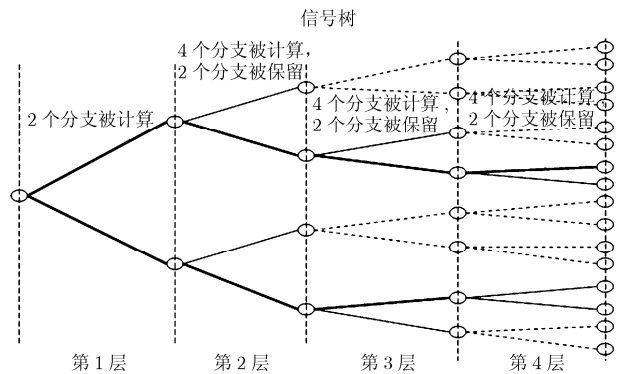 信号树
4 个分支被计算，
2 个分支被保留
2 个分支被计算
4 个分支被计算，
2 个分支被保留
4 个分支被计算，
2 个分支被保留
第 1 层
第 2 层
第 3 层
第 4 层